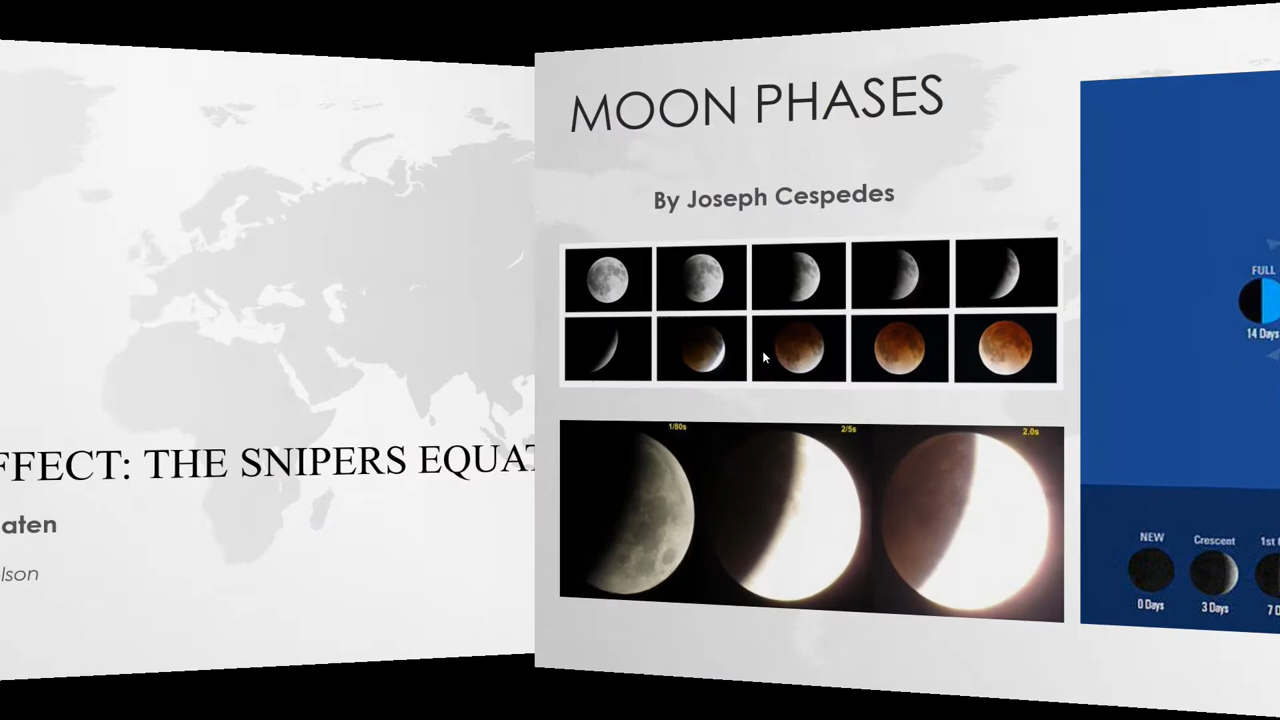 FFECT: THE SNIPERS EQUAT
aten
lson
MOON PHASES
By Joseph Cespedes
1/80s 2/5s 2.0s
FULL
14 Days
NEW Crescent 1st
0 Days 3 Days 7 D